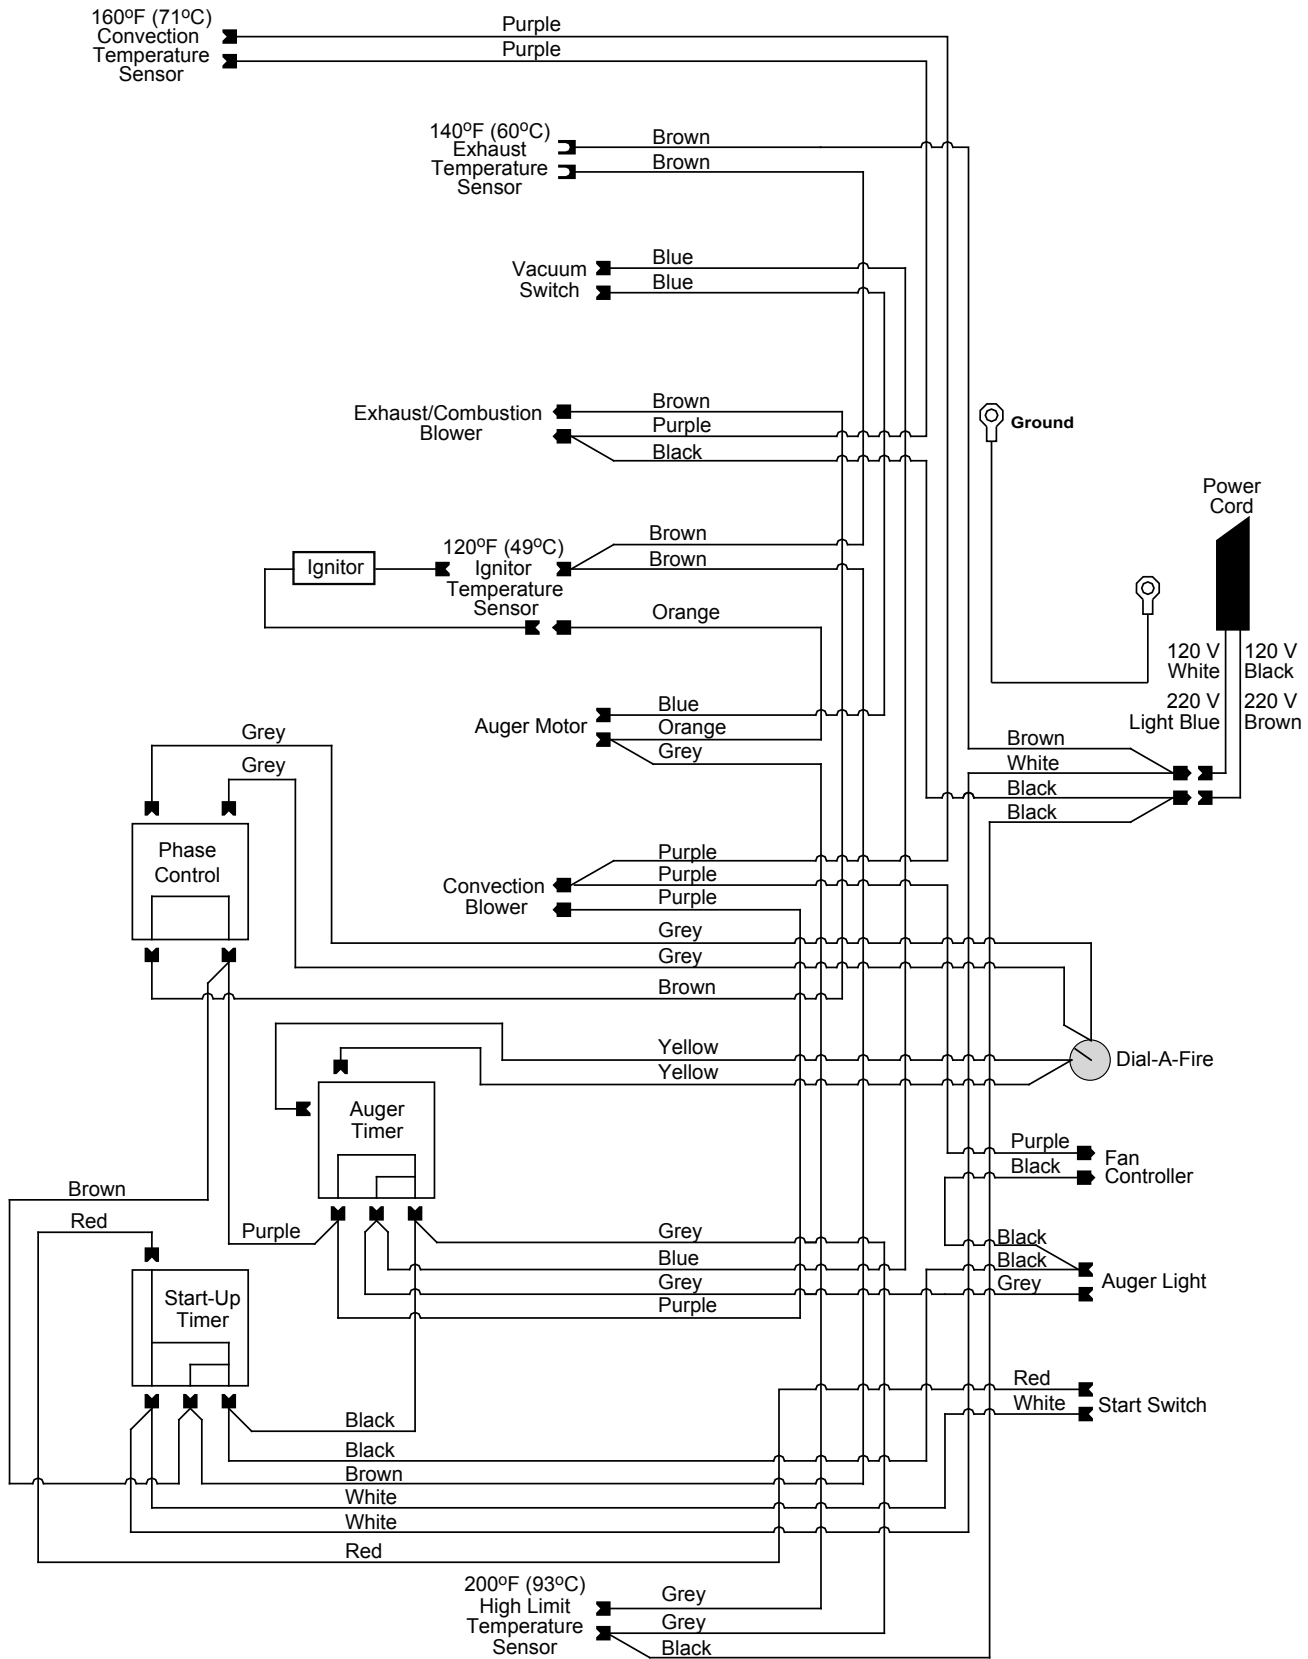 160ºF (71ºC)
Convection
Temperature
Sensor
Purple
Purple
140ºF (60ºC)
Exhaust
Temperature
Sensor
Brown
Brown
Vacuum
Switch
Blue
Blue
Exhaust/Combustion
Blower
Brown
Purple
Black
Ground
Power
Cord
Ignitor
120ºF (49ºC)
Ignitor
Temperature
Sensor
Brown
Brown
Orange
120 V
White
120 V
Black
220 V
Light Blue
220 V
Brown
Auger Motor
Blue
Orange
Grey
Grey
Grey
Brown
White
Black
Black
Phase
Control
Convection
Blower
Purple
Purple
Purple
Grey
Grey
Brown
Yellow
Yellow
Dial-A-Fire
Auger
Timer
Purple
Black
Fan
Controller
Brown
Red
Purple
Grey
Blue
Grey
Purple
Black
Black
Grey
Auger Light
Start-Up
Timer
Red
White
Start Switch
Black
Black
Brown
White
White
Red
200ºF (93ºC)
High Limit
Temperature
Sensor
Grey
Grey
Black